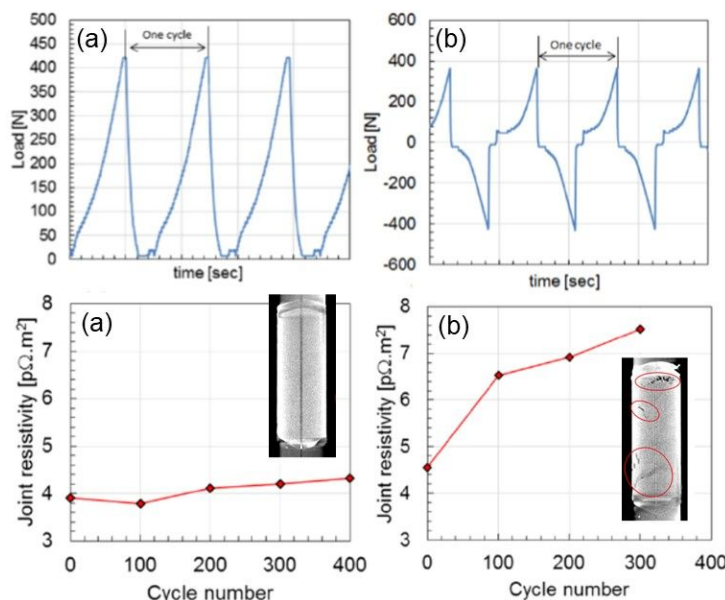 (a)
One cycle
Load [N]
500
450
400
350
300
250
200
150
100
50
0
time [sec]
(b)
One cycle
Load [N]
600
400
200
0
-200
-400
-600
time [sec]
(a)
Joint resistivity [pΩ.m²]
8
7
6
5
4
3
0 100 200 300 400
Cycle number
(b)
Joint resistivity [pΩ.m²]
8
7
6
5
4
3
0 100 200 300 400
Cycle number